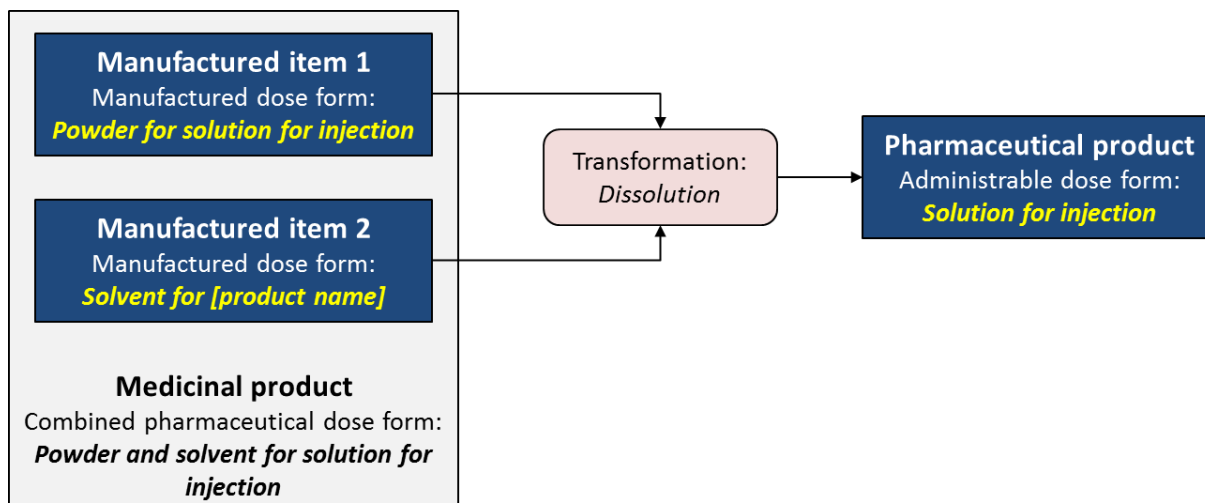 Manufactured item 1
Manufactured dose form:
Powder for solution for injection
Manufactured item 2
Manufactured dose form:
Solvent for [product name]
Medicinal product
Combined pharmaceutical dose form:
Powder and solvent for solution for
injection
Transformation:
Dissolution
Pharmaceutical product
Administrable dose form:
Solution for injection